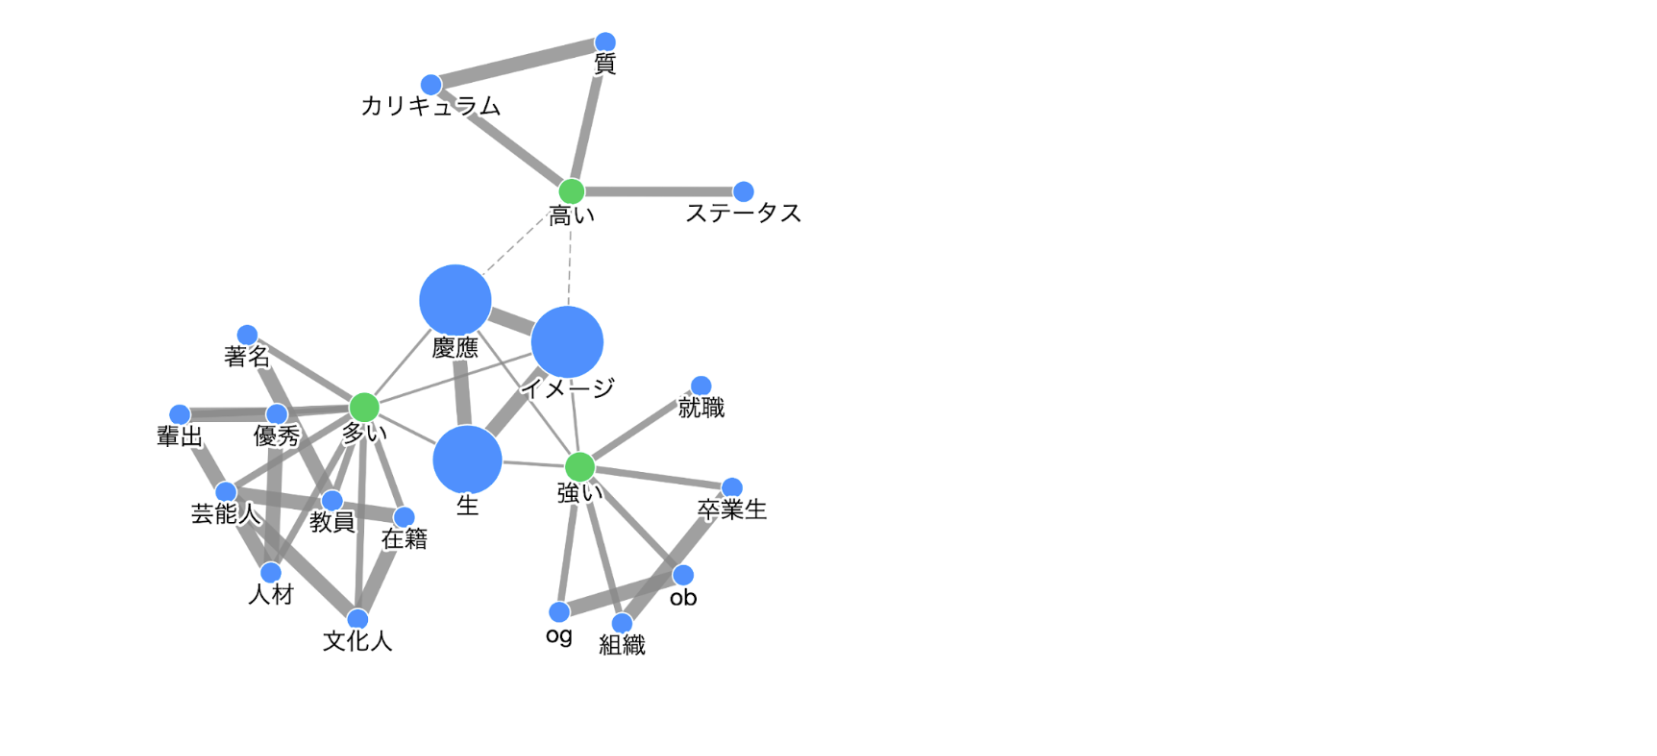 質
カリキュラム
高い
ステータス
慶應
著名
イメージ
就職
輩出
優秀
多い
生
強い
卒業生
芸能人
教員
在籍
人材
ob
文化人
og
組織